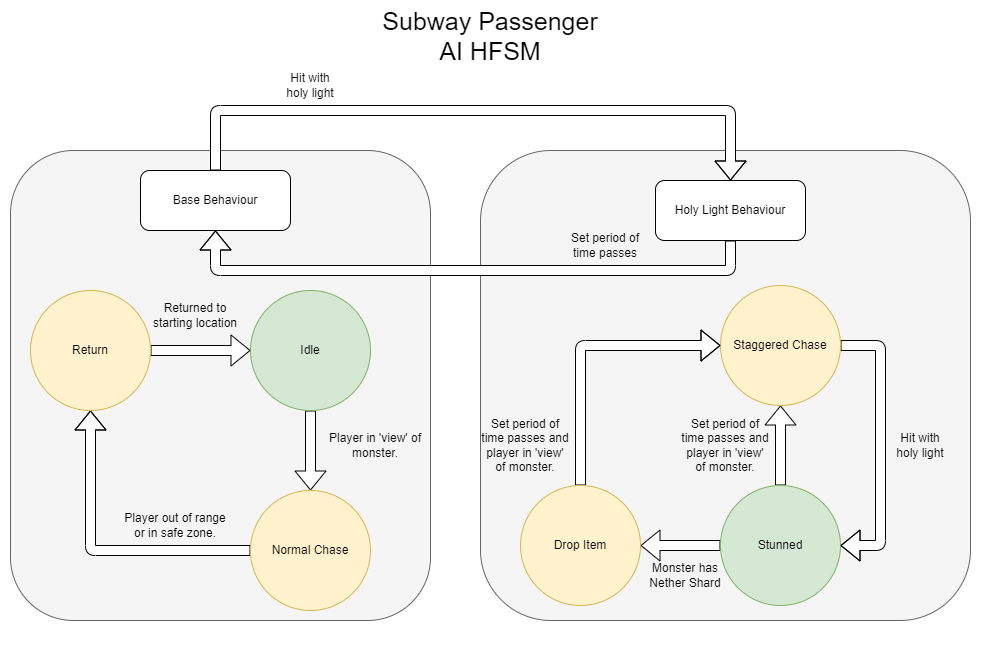 Subway Passenger
AI HFSM
Hit with
holy light
Base Behaviour
Holy Light Behaviour
Set period of
time passes
Returned to
starting location
Return
Idle
Staggered Chase
Player in 'view' of
monster.
Set period of
time passes and
player in 'view'
of monster.
Set period of
time passes and
player in 'view'
of monster.
Hit with
holy light
Player out of range
or in safe zone.
Normal Chase
Drop Item
Stunned
Monster has
Nether Shard